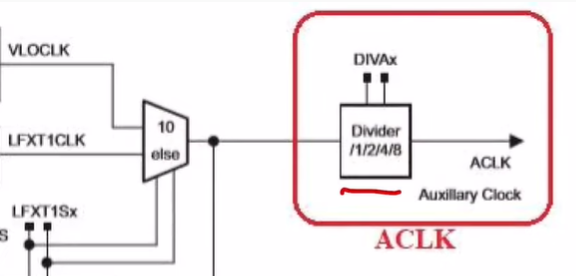 VLOCLK
DIVAx
10
Divider
/1/2/4/8
LFXT1CLK
else
ACLK
Auxillary Clock
LFXT1Sx
S
ACLK